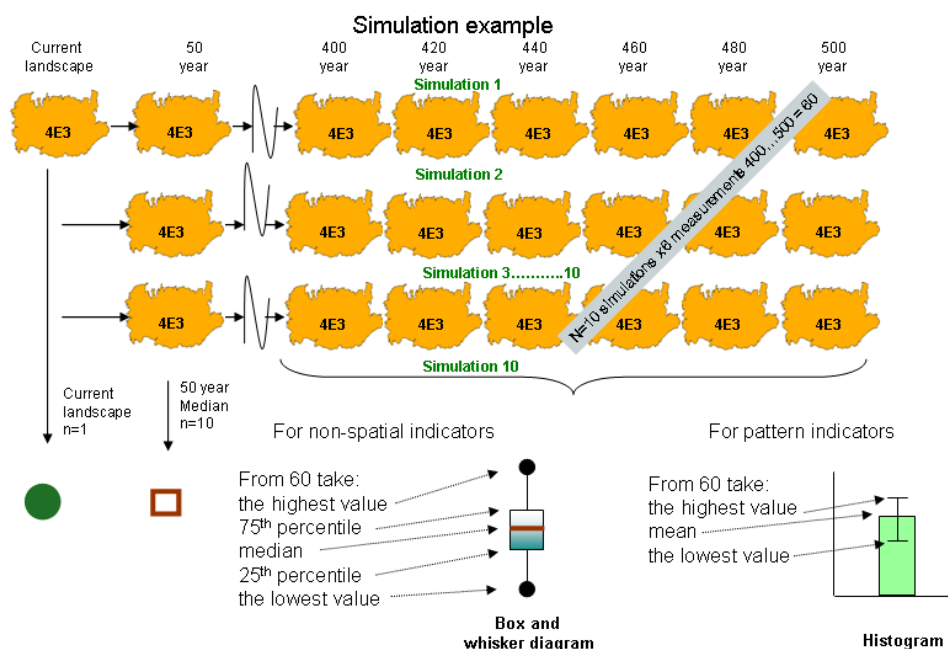 Simulation example
Current landscape
50 year
400 year
420 year
440 year
460 year
480 year
500 year
Simulation 1
4E3
4E3
4E3
4E3
4E3
4E3
4E3
4E3
Simulation 2
4E3
4E3
4E3
4E3
4E3
4E3
4E3
Simulation 3..........10
4E3
4E3
4E3
4E3
4E3
4E3
4E3
Simulation 10
N=10 simulations x6 measurements 400...500 = 60
Current
landscape
n=1
50 year
Median
n=10
For non-spatial indicators
From 60 take:
the highest value
75th percentile
median
25th percentile
the lowest value
Box and
whisker diagram
For pattern indicators
From 60 take:
the highest value
mean
the lowest value
Histogram